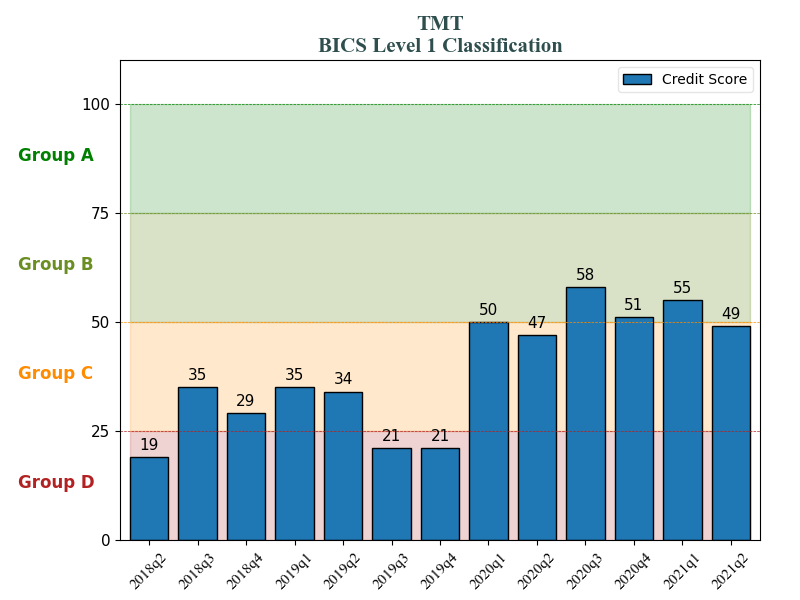 TMT
BICS Level 1 Classification
Credit Score
100
Group A
75
Group B
58
55
50
51
49
47
50
Group C
35
35
34
29
25
21
21
19
Group D
0
2018q2
2018q3
2018q4
2019q1
2019q2
2019q3
2019q4
2020q1
2020q2
2020q3
2020q4
2021q1
2021q2